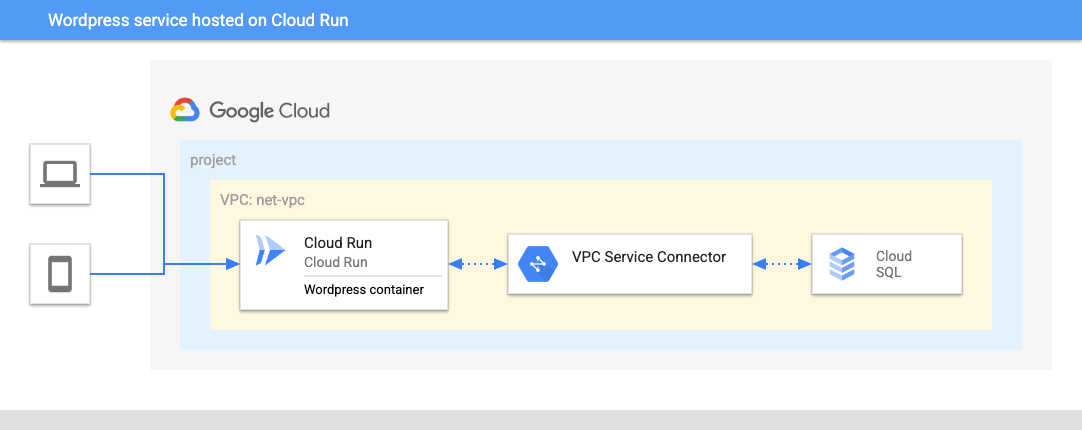 Wordpress service hosted on Cloud Run
Google Cloud
project
VPC: net-vpc
Cloud Run
Cloud Run
Wordpress container
VPC Service Connector
Cloud
SQL